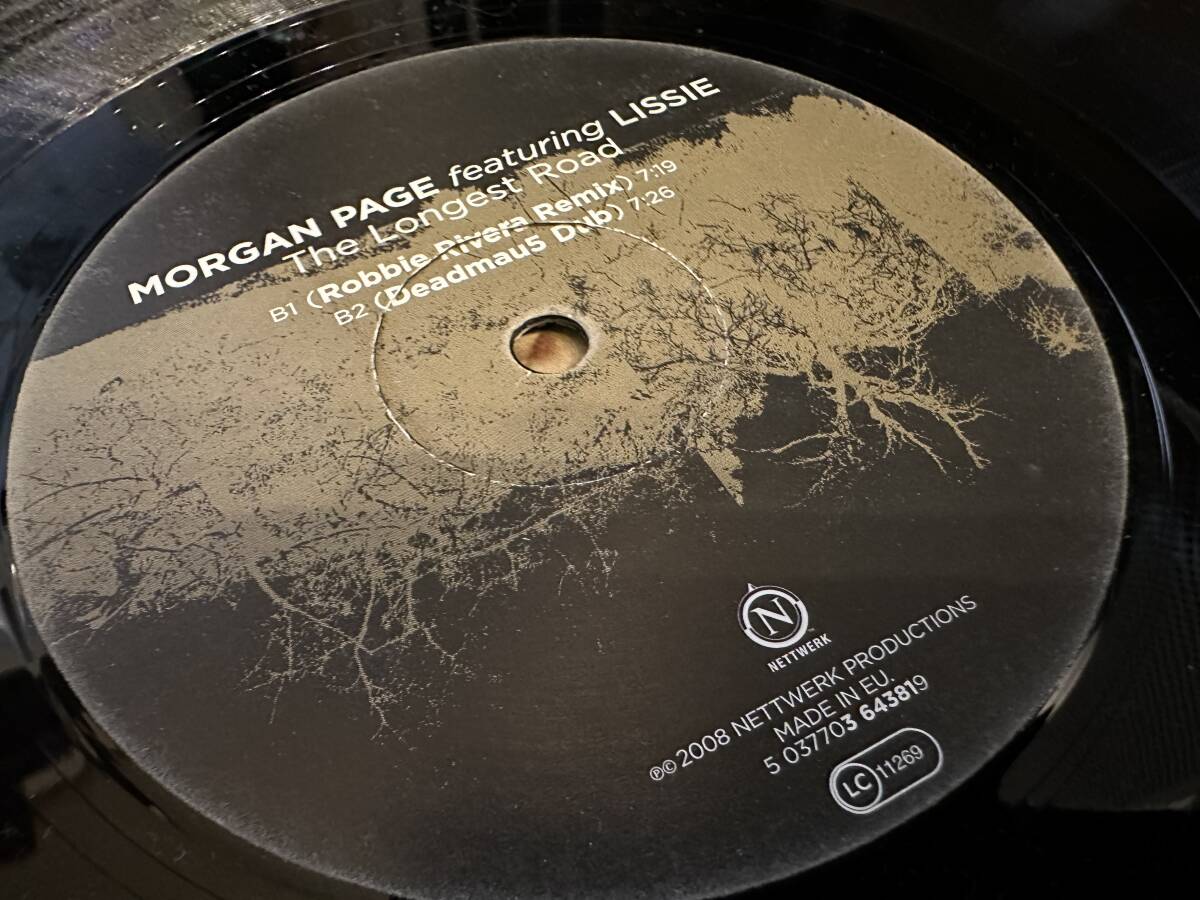 MORGAN PAGE featuring LISSIE
The Longest Road
B1 (Robbie Rivera Remix) 7:19
B2 (Deadmau5 Dub) 7:26
N
NETTWERK
℗© 2008 NETTWERK PRODUCTIONS
MADE IN EU.
5 037703 643819
LC 11269